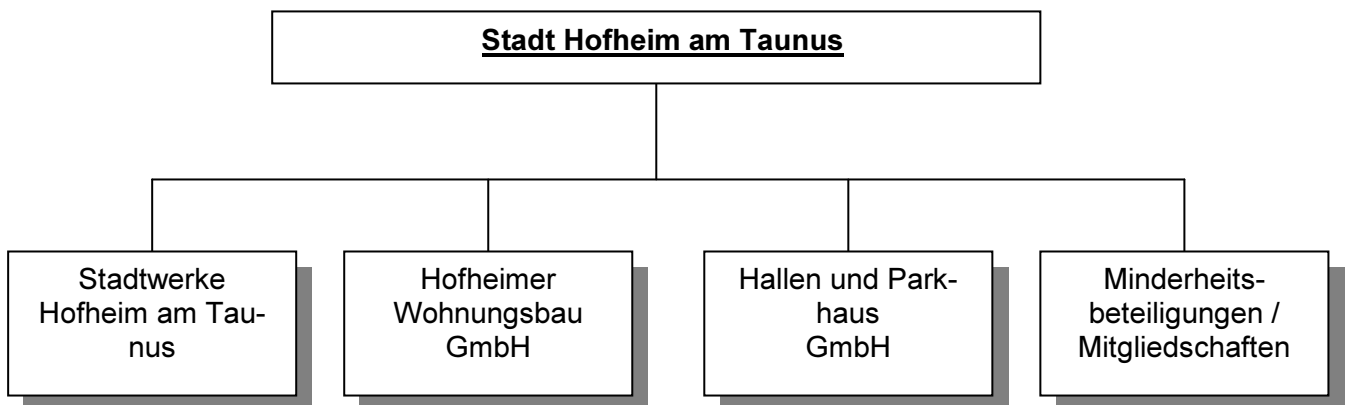 Stadt Hofheim am Taunus
Stadtwerke
Hofheim am Tau-
nus
Hofheimer
Wohnungsbau
GmbH
Hallen und Park-
haus
GmbH
Minderheits-
beteiligungen /
Mitgliedschaften